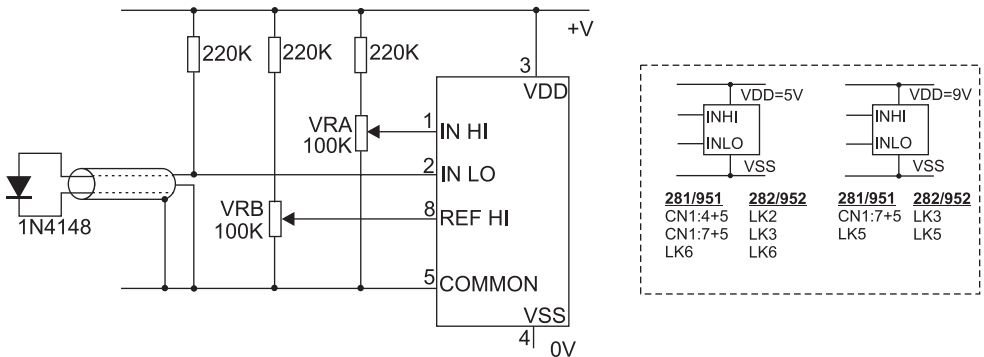 +V
220K 220K 220K
3
VDD
VRA
100K
1
IN HI
2
IN LO
1N4148
VRB
100K
8
REF HI
5
COMMON
VSS
4
0V
VDD=5V
INHI
INLO
VSS
VDD=9V
INHI
INLO
VSS
281/951 282/952
CN1:4+5 LK2
CN1:7+5 LK3
LK6 LK6
281/951 282/952
CN1:7+5 LK3
LK5 LK5